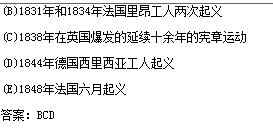 (B)1831年和1834年法国里昂工人两次起义
(C)1838年在英国爆发的延续十余年的宪章运动
(D)1844年德国西里西亚工人起义
(E)1848年法国六月起义
答案：BCD